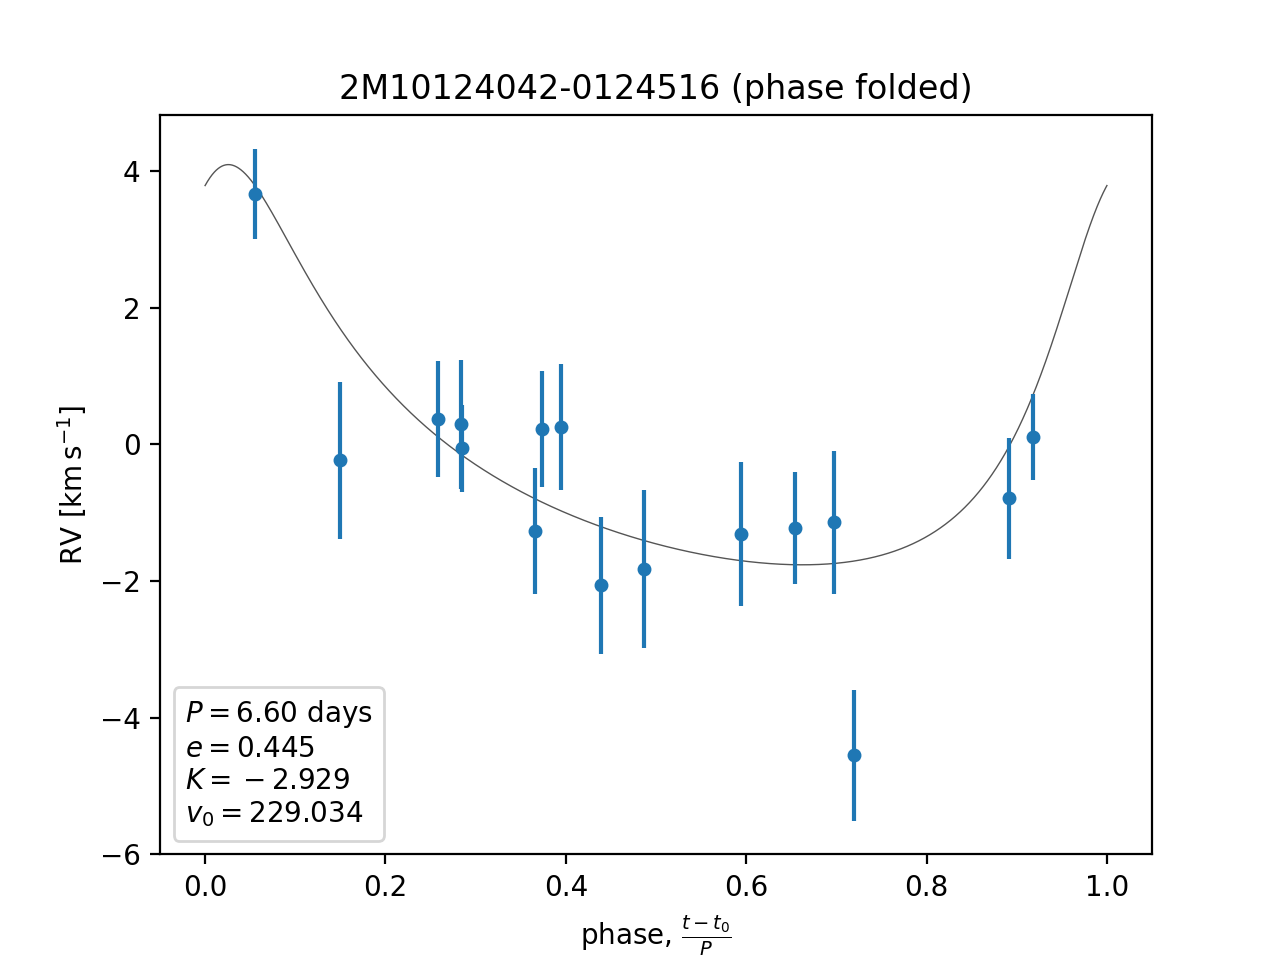 2M10124042-0124516 (phase folded)
4
2
0
−2
−4
−6
RV [km s⁻¹]
P = 6.60 days
e = 0.445
K = −2.929
v₀ = 229.034
0.0 0.2 0.4 0.6 0.8 1.0
phase, (t − t₀)/P